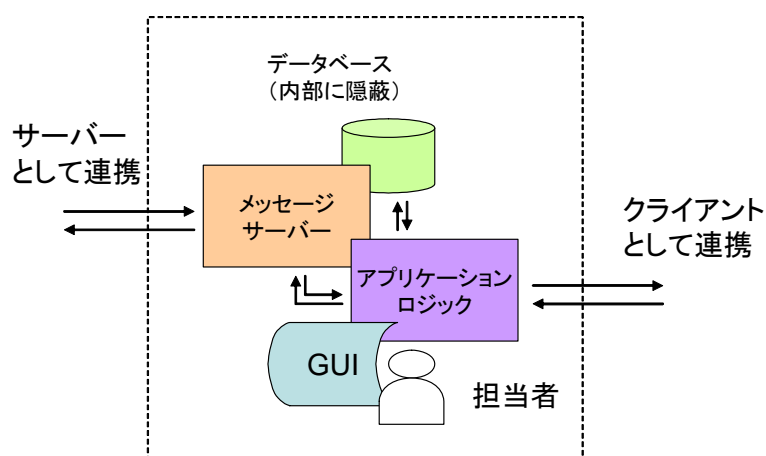 データベース
（内部に隠蔽）
サーバー
として連携
メッセージ
サーバー
クライアント
として連携
アプリケーション
ロジック
GUI
担当者